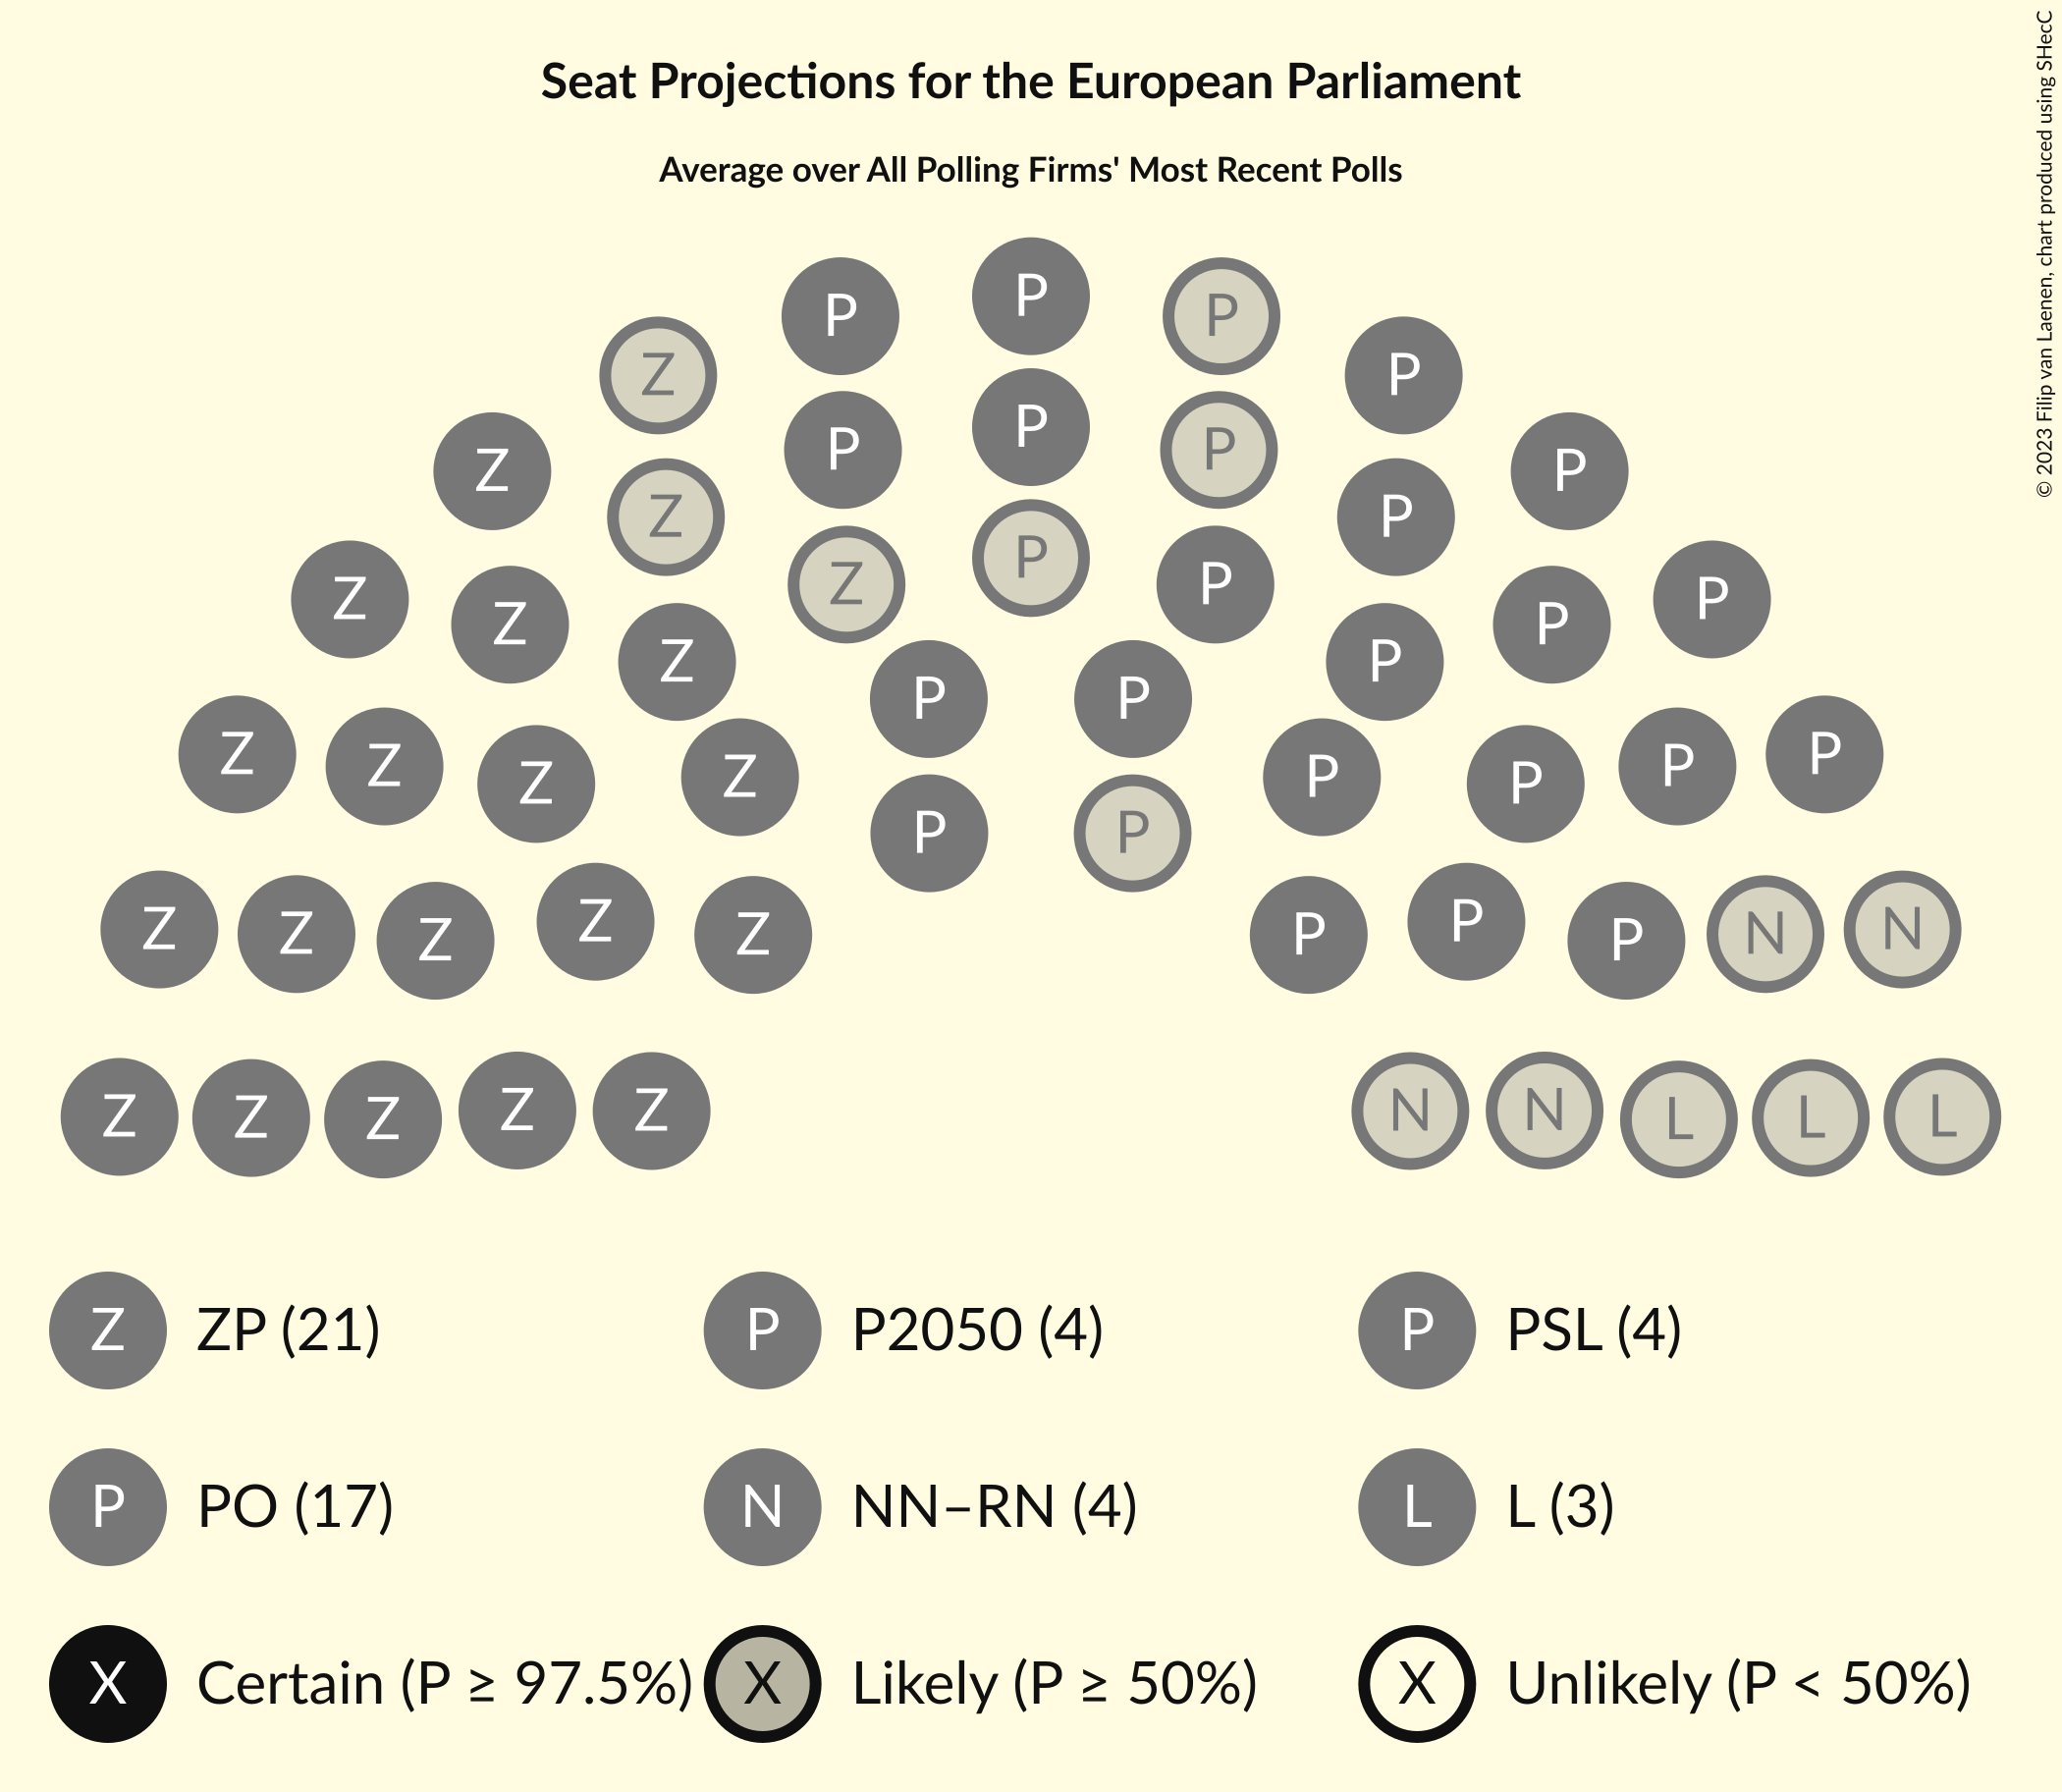 Seat Projections for the European Parliament
Average over All Polling Firms' Most Recent Polls
© 2023 Filip van Laenen, chart produced using SHecC
P
P P
Z P
P P
Z P
P P
Z P
Z P
Z P
Z P
Z P
Z P
P P
Z P
Z Z P P
Z P
P P
Z Z P P
Z Z P P
Z Z Z Z Z P P P N N
Z Z Z Z Z N N L L L
Z ZP (21) P P2050 (4) P PSL (4)
P PO (17) N NN–RN (4) L L (3)
X Certain (P ≥ 97.5%) X Likely (P ≥ 50%) X Unlikely (P < 50%)